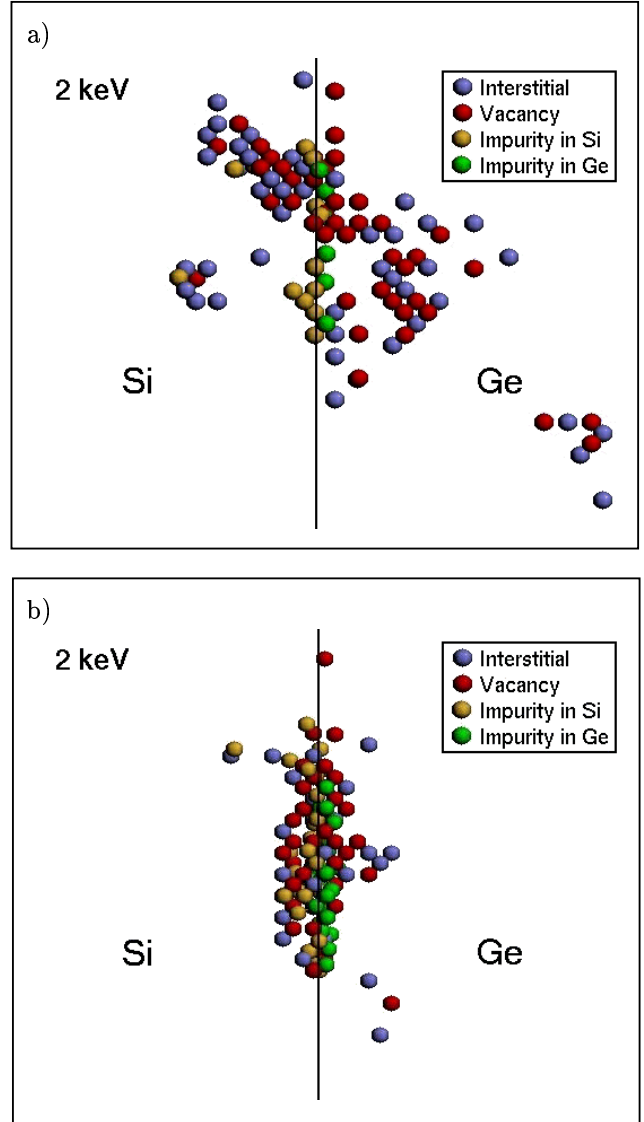 a)
2 keV
Interstitial
Vacancy
Impurity in Si
Impurity in Ge
Si
Ge
b)
2 keV
Interstitial
Vacancy
Impurity in Si
Impurity in Ge
Si
Ge